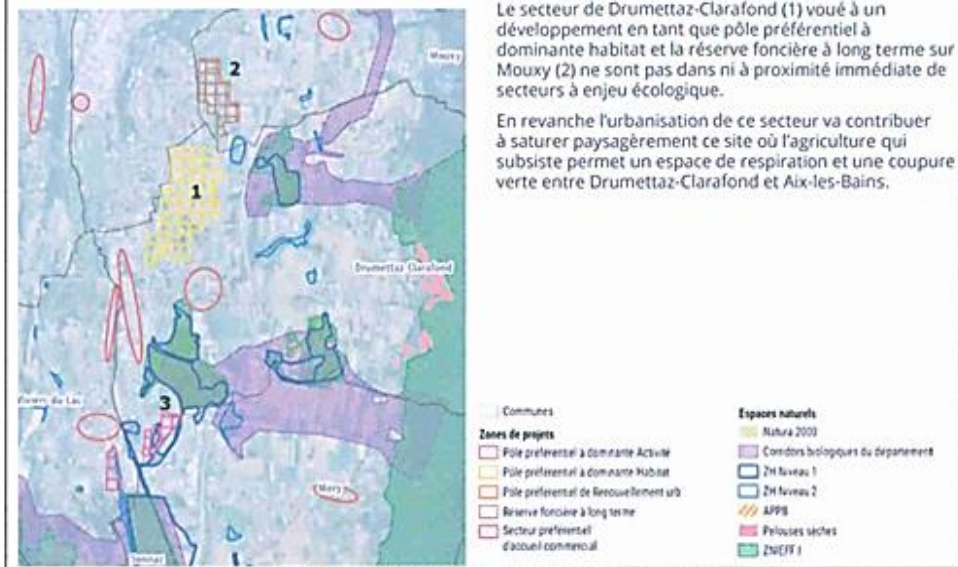 Le secteur de Drumettaz-Clarafond (1) voué à un
développement en tant que pôle préférentiel à
dominante habitat et la réserve foncière à long terme sur
Mouxy (2) ne sont pas dans ni à proximité immédiate de
secteurs à enjeu écologique.
En revanche l'urbanisation de ce secteur va contribuer
à saturer paysagèrement ce site où l'agriculture qui
subsiste permet un espace de respiration et une coupure
verte entre Drumettaz-Clarafond et Aix-les-Bains.
Mouxy
2
1
Drumettaz Clarafond
Viviers du Lac
3
Mery
Sonnaz
Communes
Zones de projets
Pôle préférentiel à dominante Activité
Pôle préférentiel à dominante Habitat
Pôle préférentiel de Renouvellement urb
Réserve foncière à long terme
Secteur préférentiel
d'accueil commercial
Espaces naturels
Natura 2000
Corridors biologiques du département
ZH Niveau 1
ZH Niveau 2
APPB
Pelouses sèches
ZNIEFF I